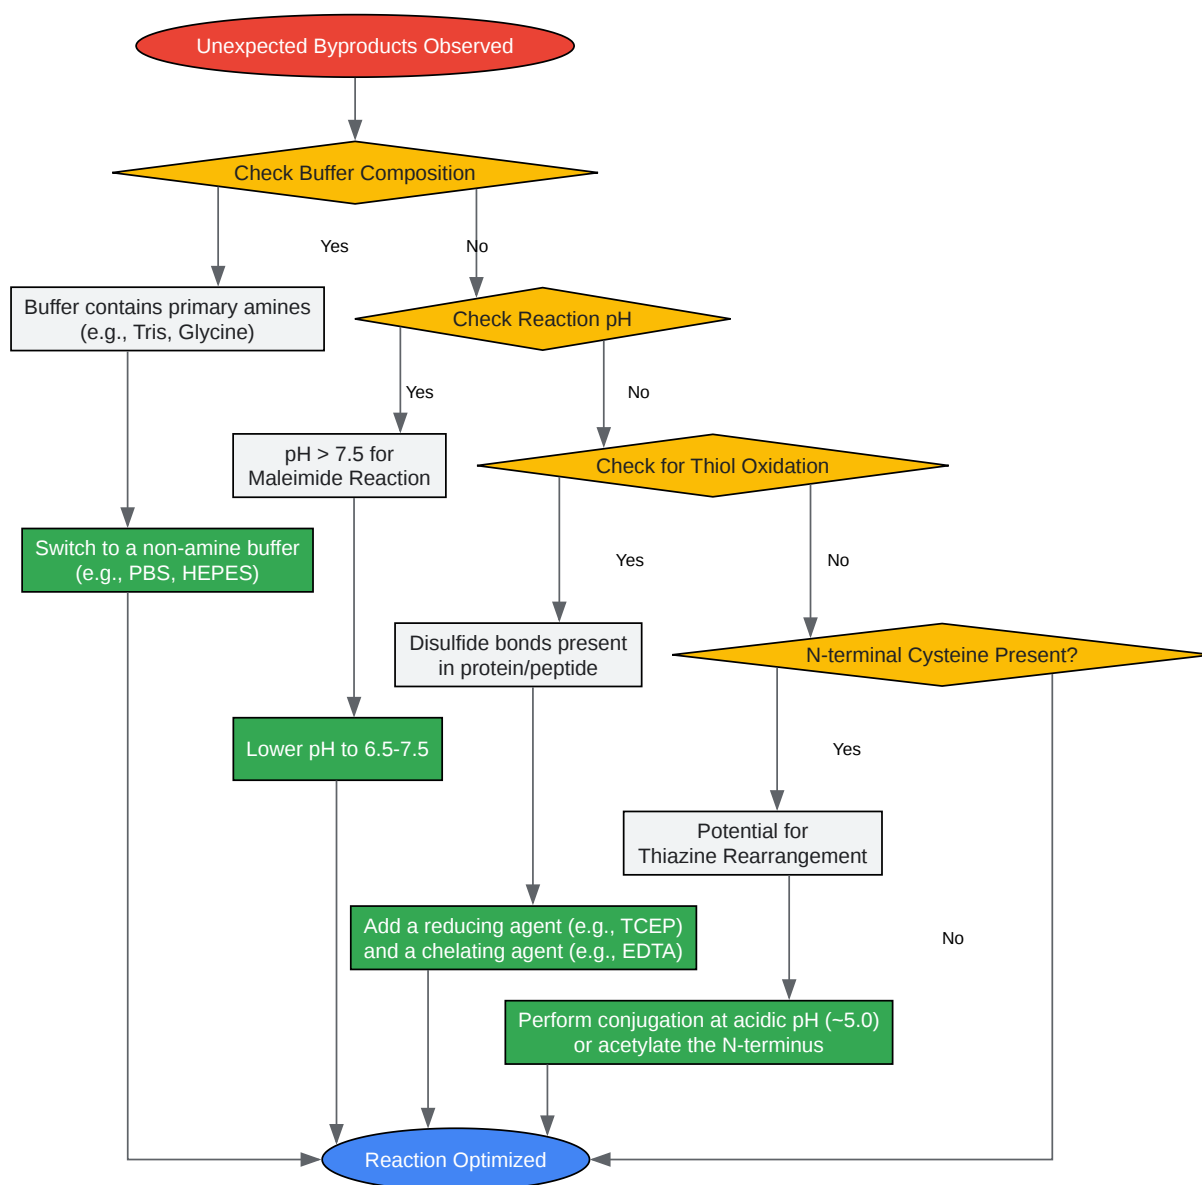 Unexpected Byproducts Observed
Check Buffer Composition
Yes
No
Buffer contains primary amines
(e.g., Tris, Glycine)
Check Reaction pH
Yes
No
pH > 7.5 for
Maleimide Reaction
Check for Thiol Oxidation
Switch to a non-amine buffer
(e.g., PBS, HEPES)
Yes
No
Disulfide bonds present
in protein/peptide
N-terminal Cysteine Present?
Lower pH to 6.5-7.5
Yes
Potential for
Thiazine Rearrangement
Add a reducing agent (e.g., TCEP)
and a chelating agent (e.g., EDTA)
No
Perform conjugation at acidic pH (~5.0)
or acetylate the N-terminus
Reaction Optimized